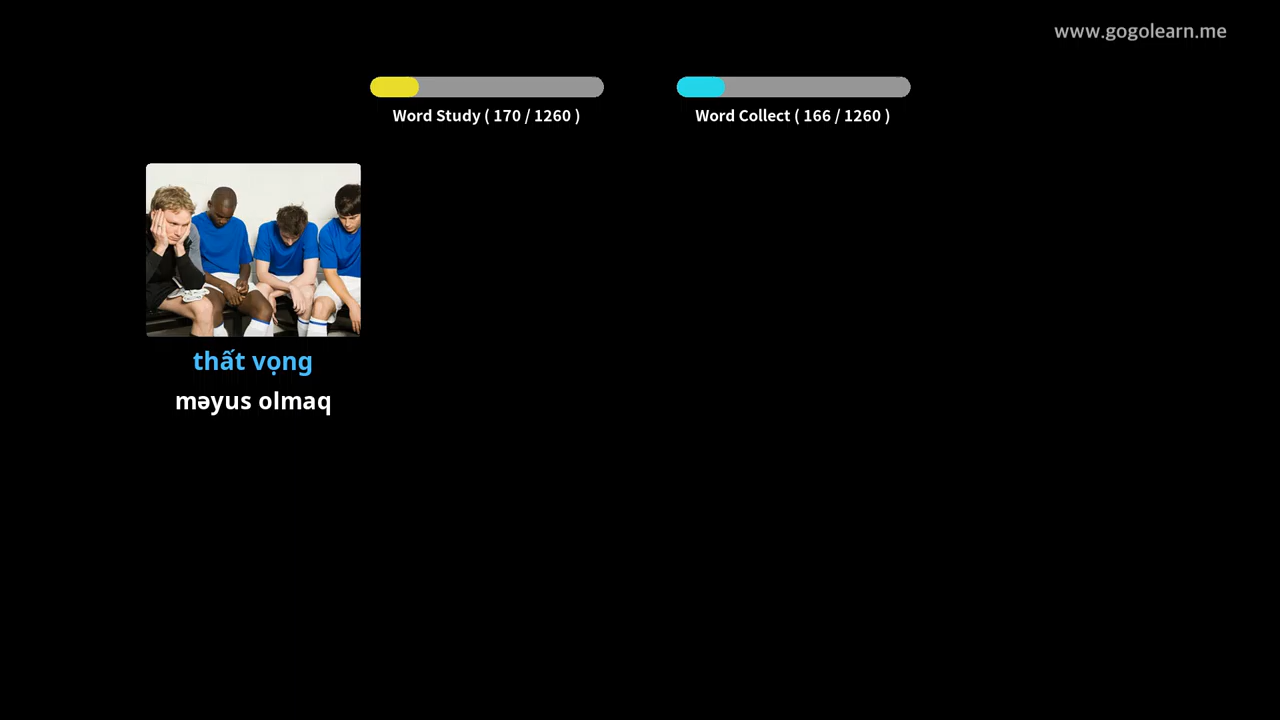 www.gogolearn.me
Word Study ( 170 / 1260 )
Word Collect ( 166 / 1260 )
thất vọng
məyus olmaq